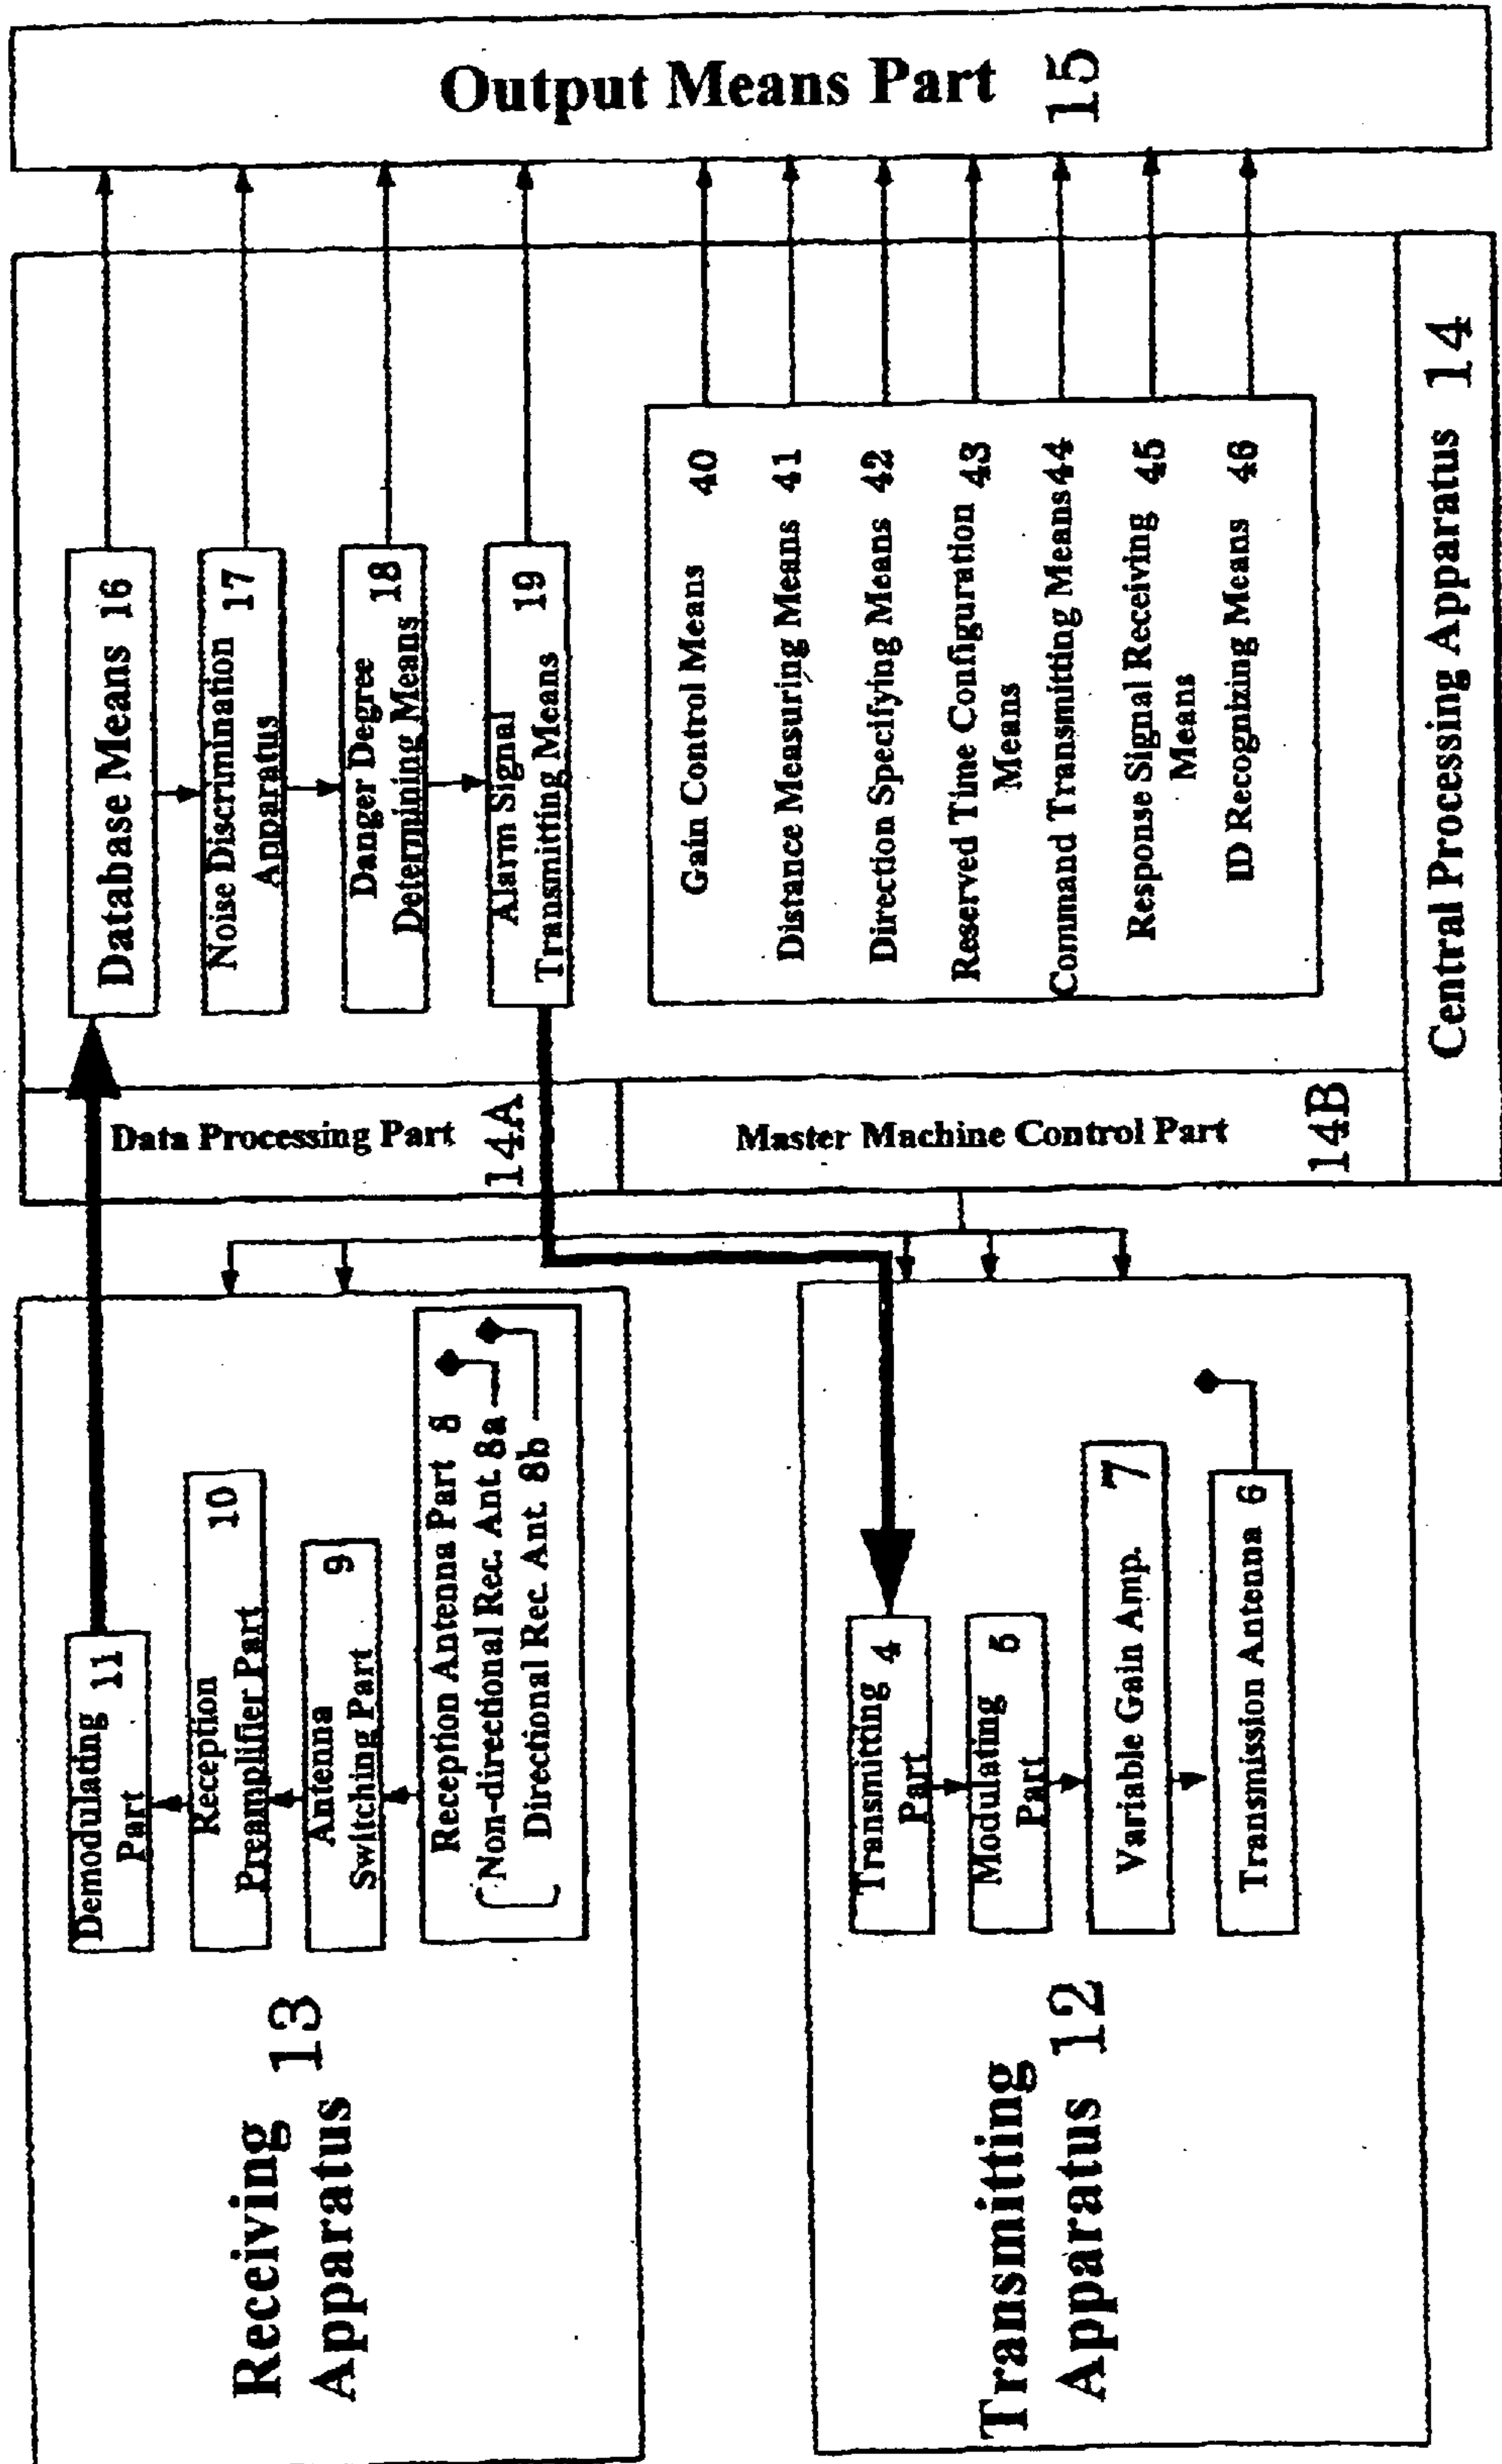 Receiving 13
Apparatus
Demodulating 11
Part
Reception 10
Preamplifier Part
Antenna 9
Switching Part
Reception Antenna Part 8
Non-directional Rec. Ant. 8a
Directional Rec. Ant. 8b
Transmitting
Apparatus 12
Transmitting 4
Part
Modulating 5
Part
Variable Gain Amp. 7
Transmission Antenna 6
Data Processing Part
14A
Master Machine Control Part
14B
Database Means 16
Noise Discrimination 17
Apparatus
Danger Degree 18
Determining Means
Alarm Signal 19
Transmitting Means
Gain Control Means 40
Distance Measuring Means 41
Direction Specifying Means 42
Reserved Time Configuration 43
Means
Command Transmitting Means 44
Response Signal Receiving 45
Means
ID Recognizing Means 46
Central Processing Apparatus 14
Output Means Part 15